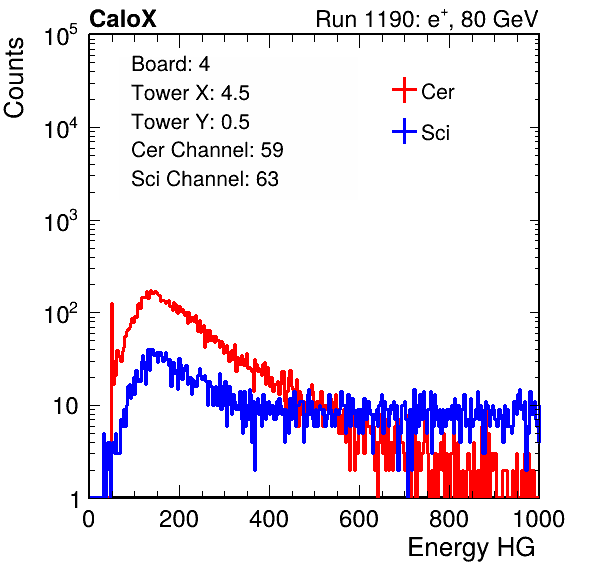 CaloX Run 1190: e⁺, 80 GeV
Counts
10⁵
10⁴
10³
10²
10
1
Board: 4
Tower X: 4.5
Tower Y: 0.5
Cer Channel: 59
Sci Channel: 63
Cer
Sci
0 200 400 600 800 1000
Energy HG